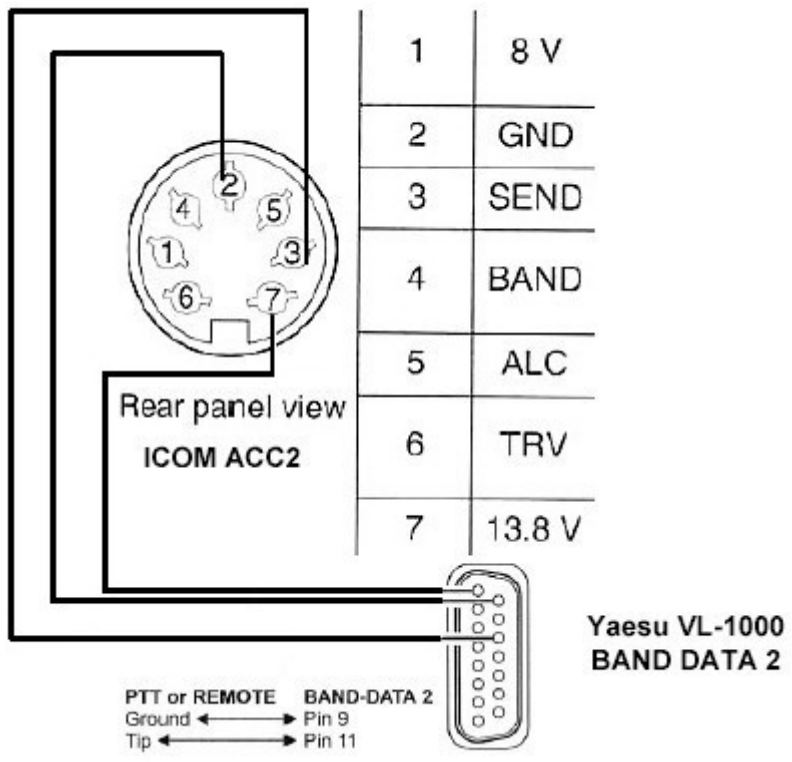 1 8 V
2 GND
3 SEND
4 BAND
5 ALC
6 TRV
7 13.8 V
2
4 5
1 3
6 7
Rear panel view
ICOM ACC2
Yaesu VL-1000
BAND DATA 2
PTT or REMOTE BAND-DATA 2
Ground Pin 9
Tip Pin 11